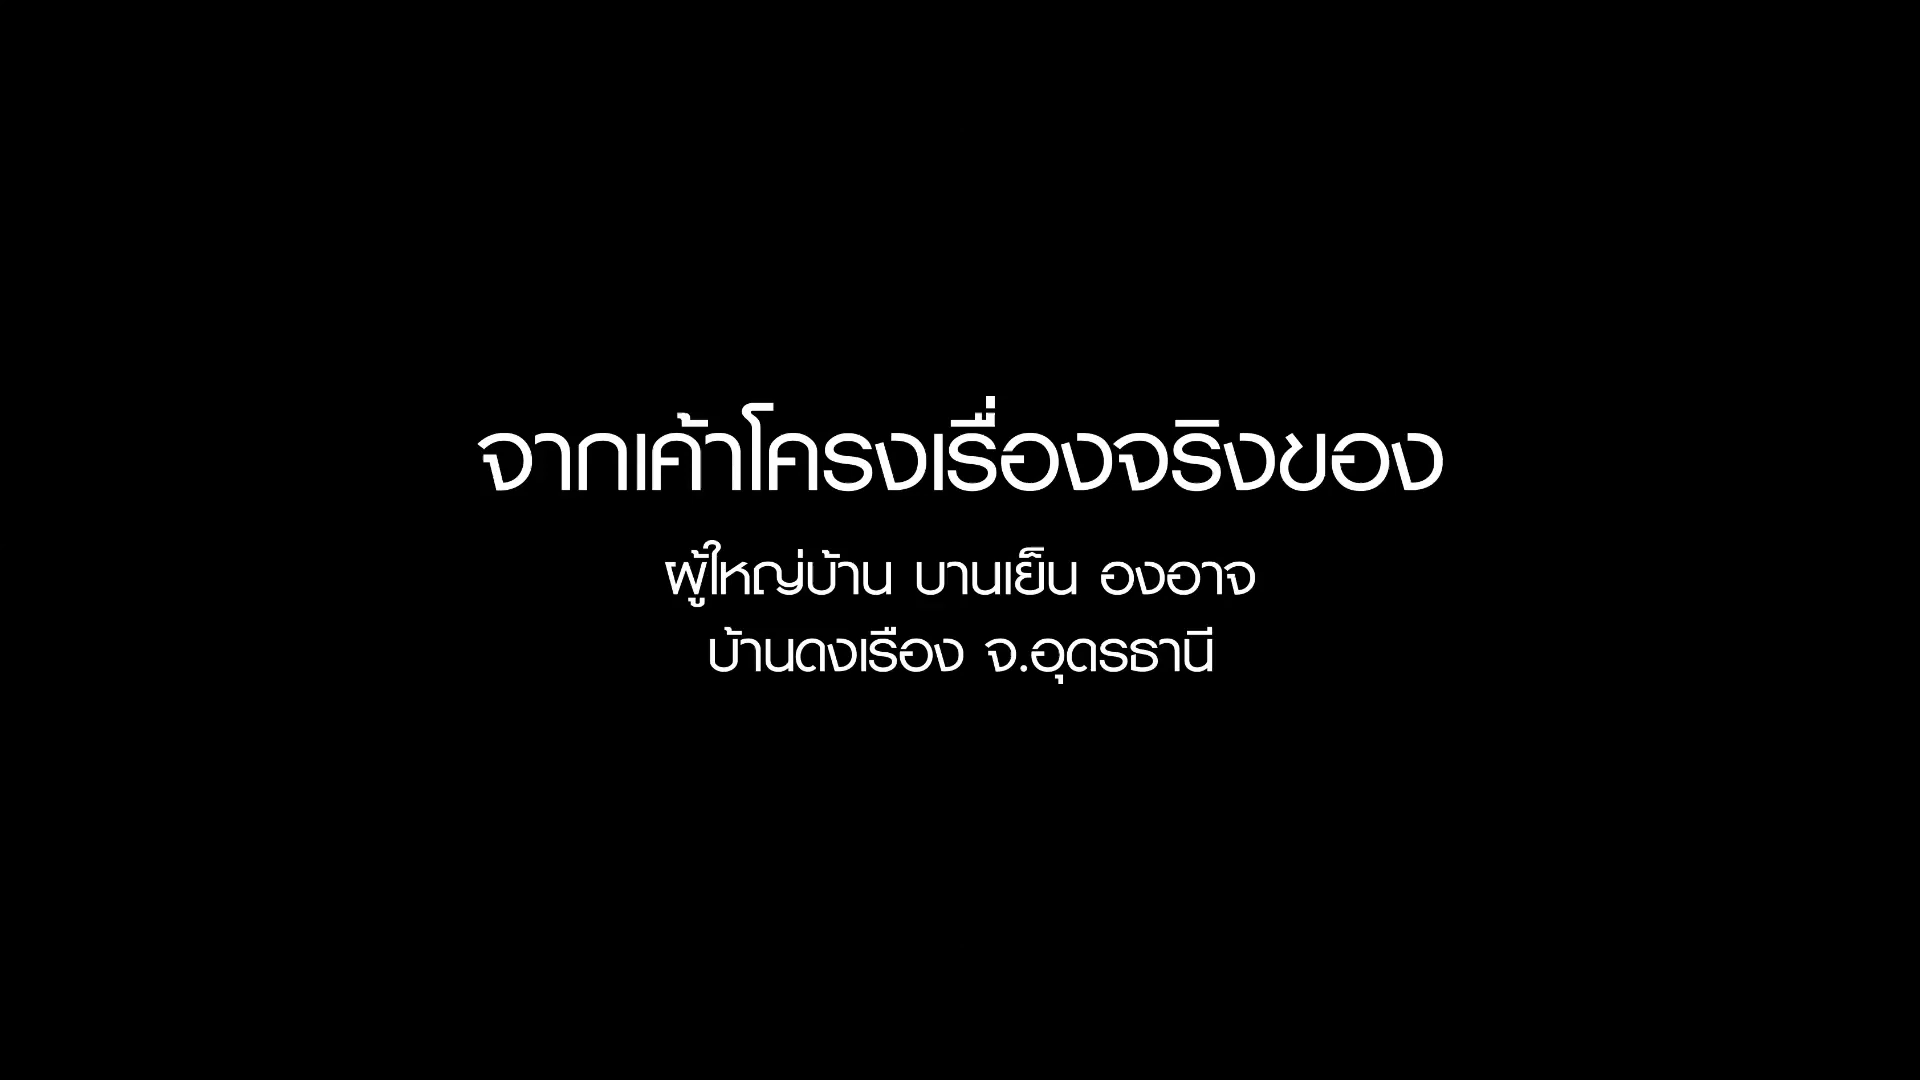 จากเค้าโครงเรื่องจริงของ
ผู้ใหญ่บ้าน บานเย็น องอาจ
บ้านดงเรือง จ.อุดรธานี